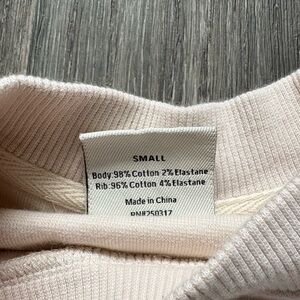 SMALL
Body:98% Cotton 2% Elastane
Rib:96% Cotton 4% Elastane
Made in China
RN#250317